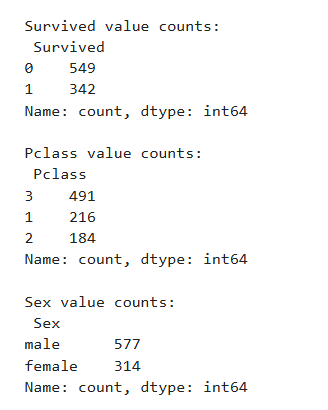 Survived value counts:
 Survived
0    549
1    342
Name: count, dtype: int64

Pclass value counts:
 Pclass
3    491
1    216
2    184
Name: count, dtype: int64

Sex value counts:
 Sex
male      577
female    314
Name: count, dtype: int64